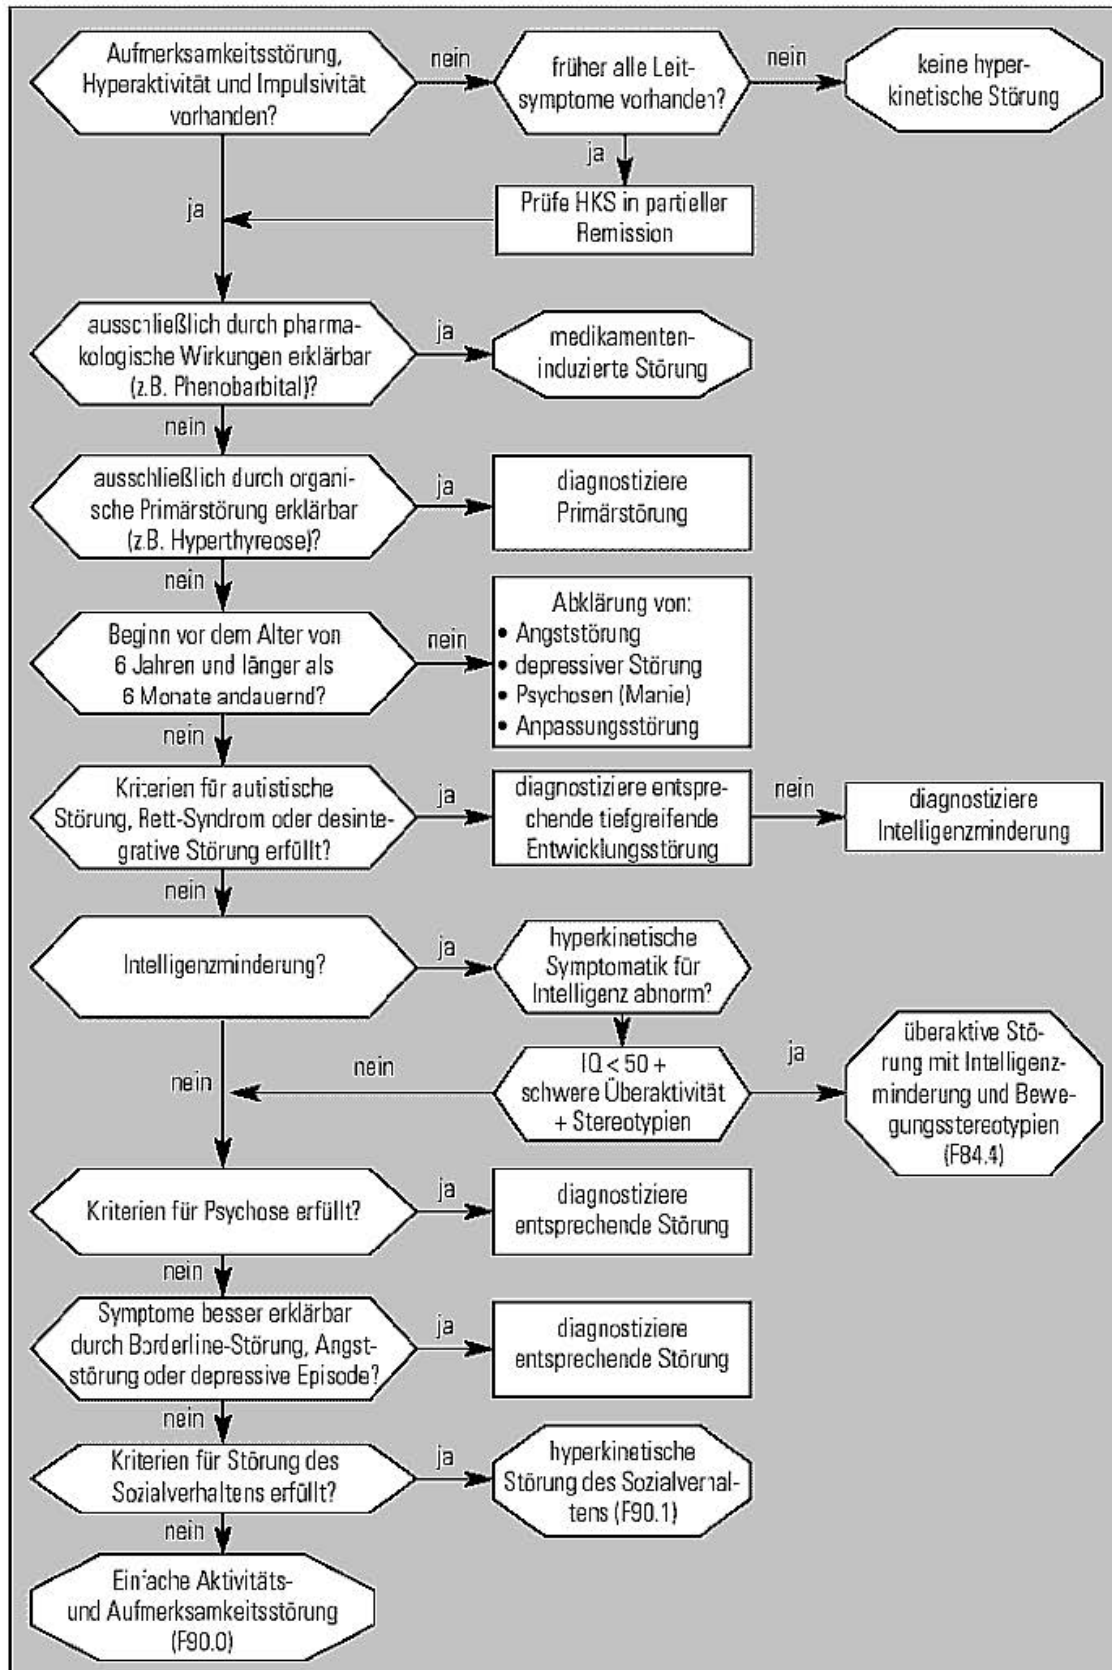 Aufmerksamkeitsstörung,
Hyperaktivität und Impulsivität
vorhanden?
nein
früher alle Leit-
symptome vorhanden?
nein
keine hyper-
kinetische Störung
ja
ja
Prüfe HKS in partieller
Remission
ausschließlich durch pharma-
kologische Wirkungen erklärbar
(z.B. Phenobarbital)?
ja
medikamenten-
induzierte Störung
nein
ausschließlich durch organi-
sche Primärstörung erklärbar
(z.B. Hyperthyreose)?
ja
diagnostiziere
Primärstörung
nein
Beginn vor dem Alter von
6 Jahren und länger als
6 Monate andauernd?
nein
Abklärung von:
• Angststörung
• depressiver Störung
• Psychosen (Manie)
• Anpassungsstörung
nein
Kriterien für autistische
Störung, Rett-Syndrom oder desinte-
grative Störung erfüllt?
ja
diagnostiziere entspre-
chende tiefgreifende
Entwicklungsstörung
nein
diagnostiziere
Intelligenzminderung
nein
Intelligenzminderung?
ja
hyperkinetische
Symptomatik für
Intelligenz abnorm?
nein
nein
IQ < 50 +
schwere Überaktivität
+ Stereotypien
ja
überaktive Stö-
rung mit Intelligenz-
minderung und Bewe-
gungsstereotypien
(F84.4)
Kriterien für Psychose erfüllt?
ja
diagnostiziere
entsprechende Störung
nein
Symptome besser erklärbar
durch Borderline-Störung, Angst-
störung oder depressive Episode?
ja
diagnostiziere
entsprechende Störung
nein
Kriterien für Störung des
Sozialverhaltens erfüllt?
ja
hyperkinetische
Störung des Sozialverhal-
tens (F90.1)
nein
Einfache Aktivitäts-
und Aufmerksamkeitsstörung
(F90.0)